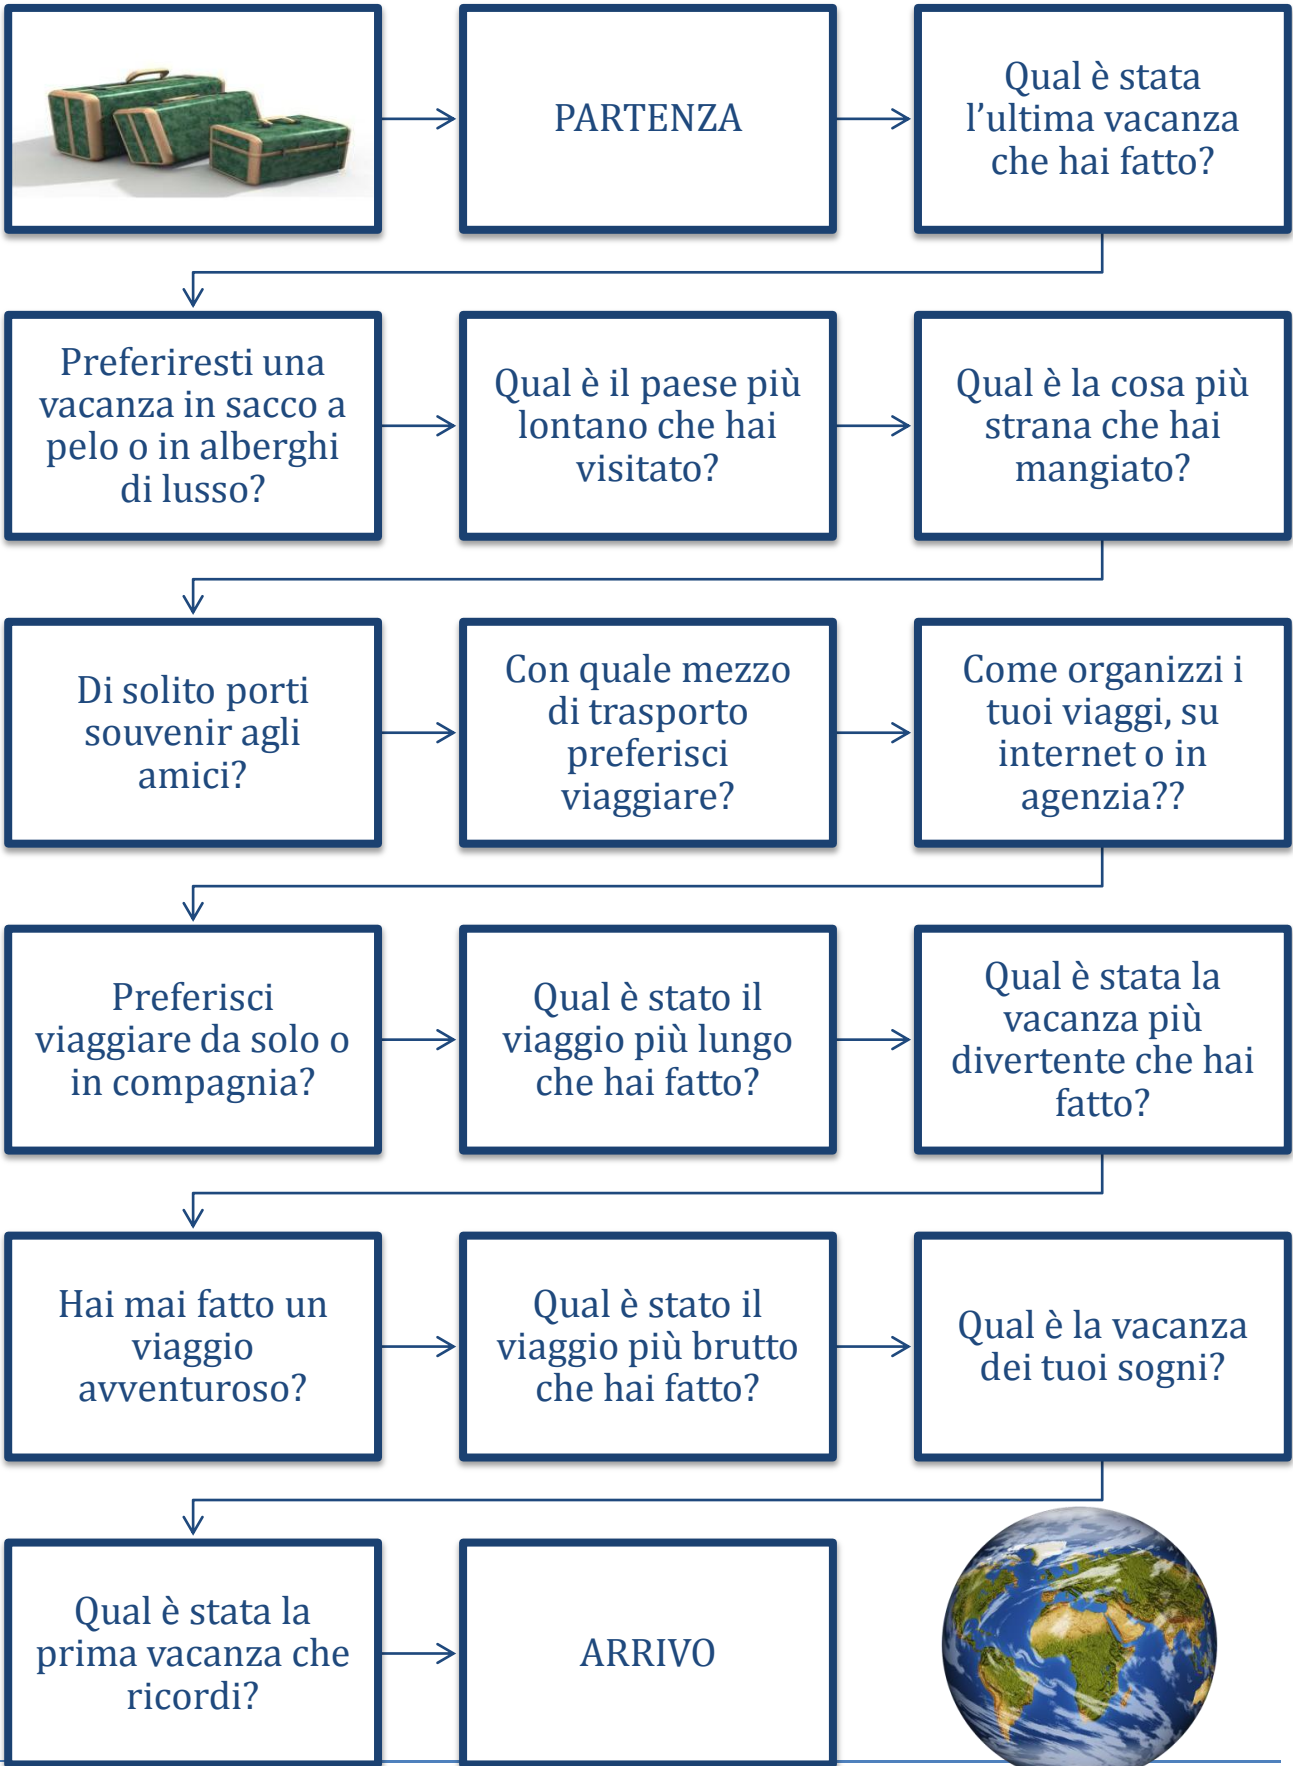 PARTENZA
Qual è stata
l'ultima vacanza
che hai fatto?
Preferiresti una
vacanza in sacco a
pelo o in alberghi
di lusso?
Qual è il paese più
lontano che hai
visitato?
Qual è la cosa più
strana che hai
mangiato?
Di solito porti
souvenir agli
amici?
Con quale mezzo
di trasporto
preferisci
viaggiare?
Come organizzi i
tuoi viaggi, su
internet o in
agenzia??
Preferisci
viaggiare da solo o
in compagnia?
Qual è stato il
viaggio più lungo
che hai fatto?
Qual è stata la
vacanza più
divertente che hai
fatto?
Hai mai fatto un
viaggio
avventuroso?
Qual è stato il
viaggio più brutto
che hai fatto?
Qual è la vacanza
dei tuoi sogni?
Qual è stata la
prima vacanza che
ricordi?
ARRIVO